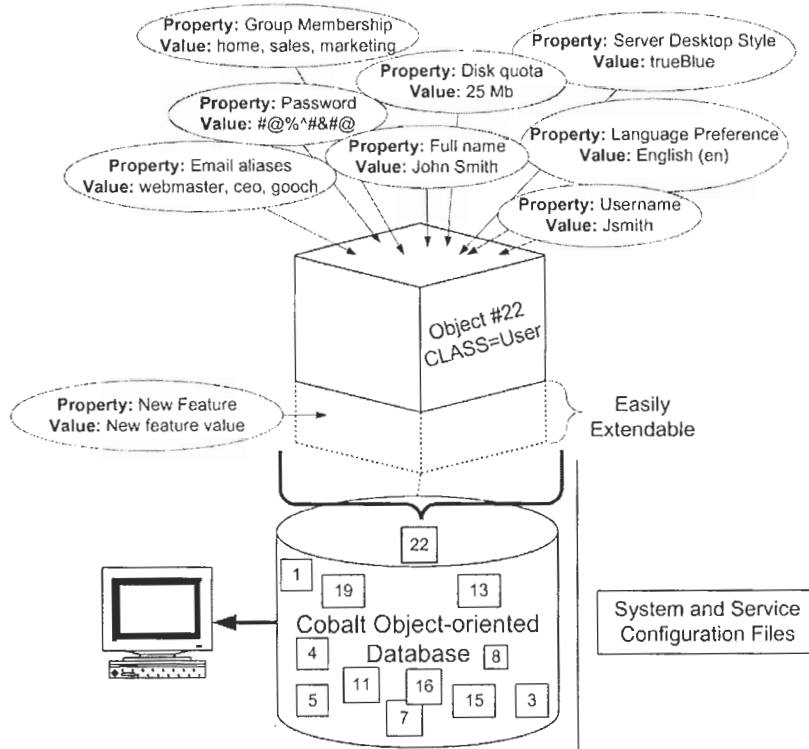 Property: Group Membership
Value: home, sales, marketing
Property: Server Desktop Style
Value: trueBlue
Property: Disk quota
Value: 25 Mb
Property: Password
Value: #@%^#&#@
Property: Full name
Value: John Smith
Property: Language Preference
Value: English (en)
Property: Email aliases
Value: webmaster, ceo, gooch
Property: Username
Value: Jsmith
Object #22
CLASS=User
Property: New Feature
Value: New feature value
Easily
Extendable
22
1
19
13
Cobalt Object-oriented
Database
4
8
5
11
16
7
15
3
System and Service
Configuration Files